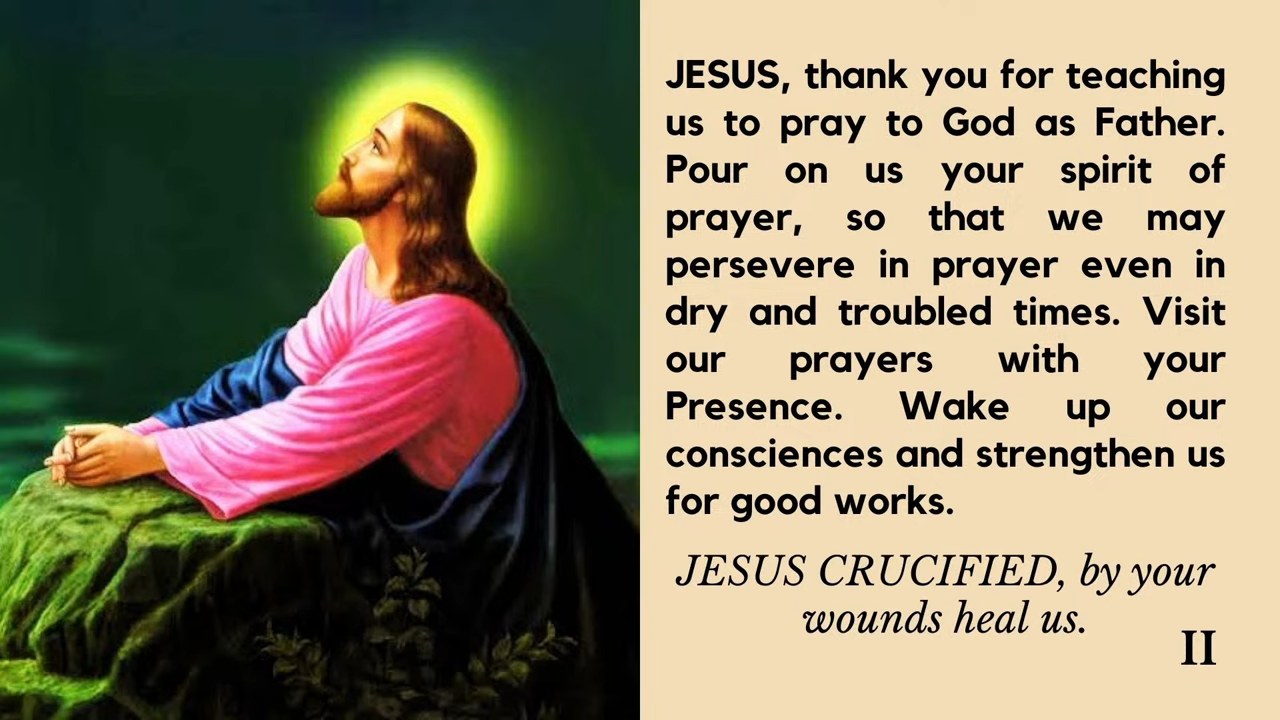 JESUS, thank you for teaching
us to pray to God as Father.
Pour on us your spirit of
prayer, so that we may
persevere in prayer even in
dry and troubled times. Visit
our prayers with your
Presence. Wake up our
consciences and strengthen us
for good works.
JESUS CRUCIFIED, by your
wounds heal us.
II